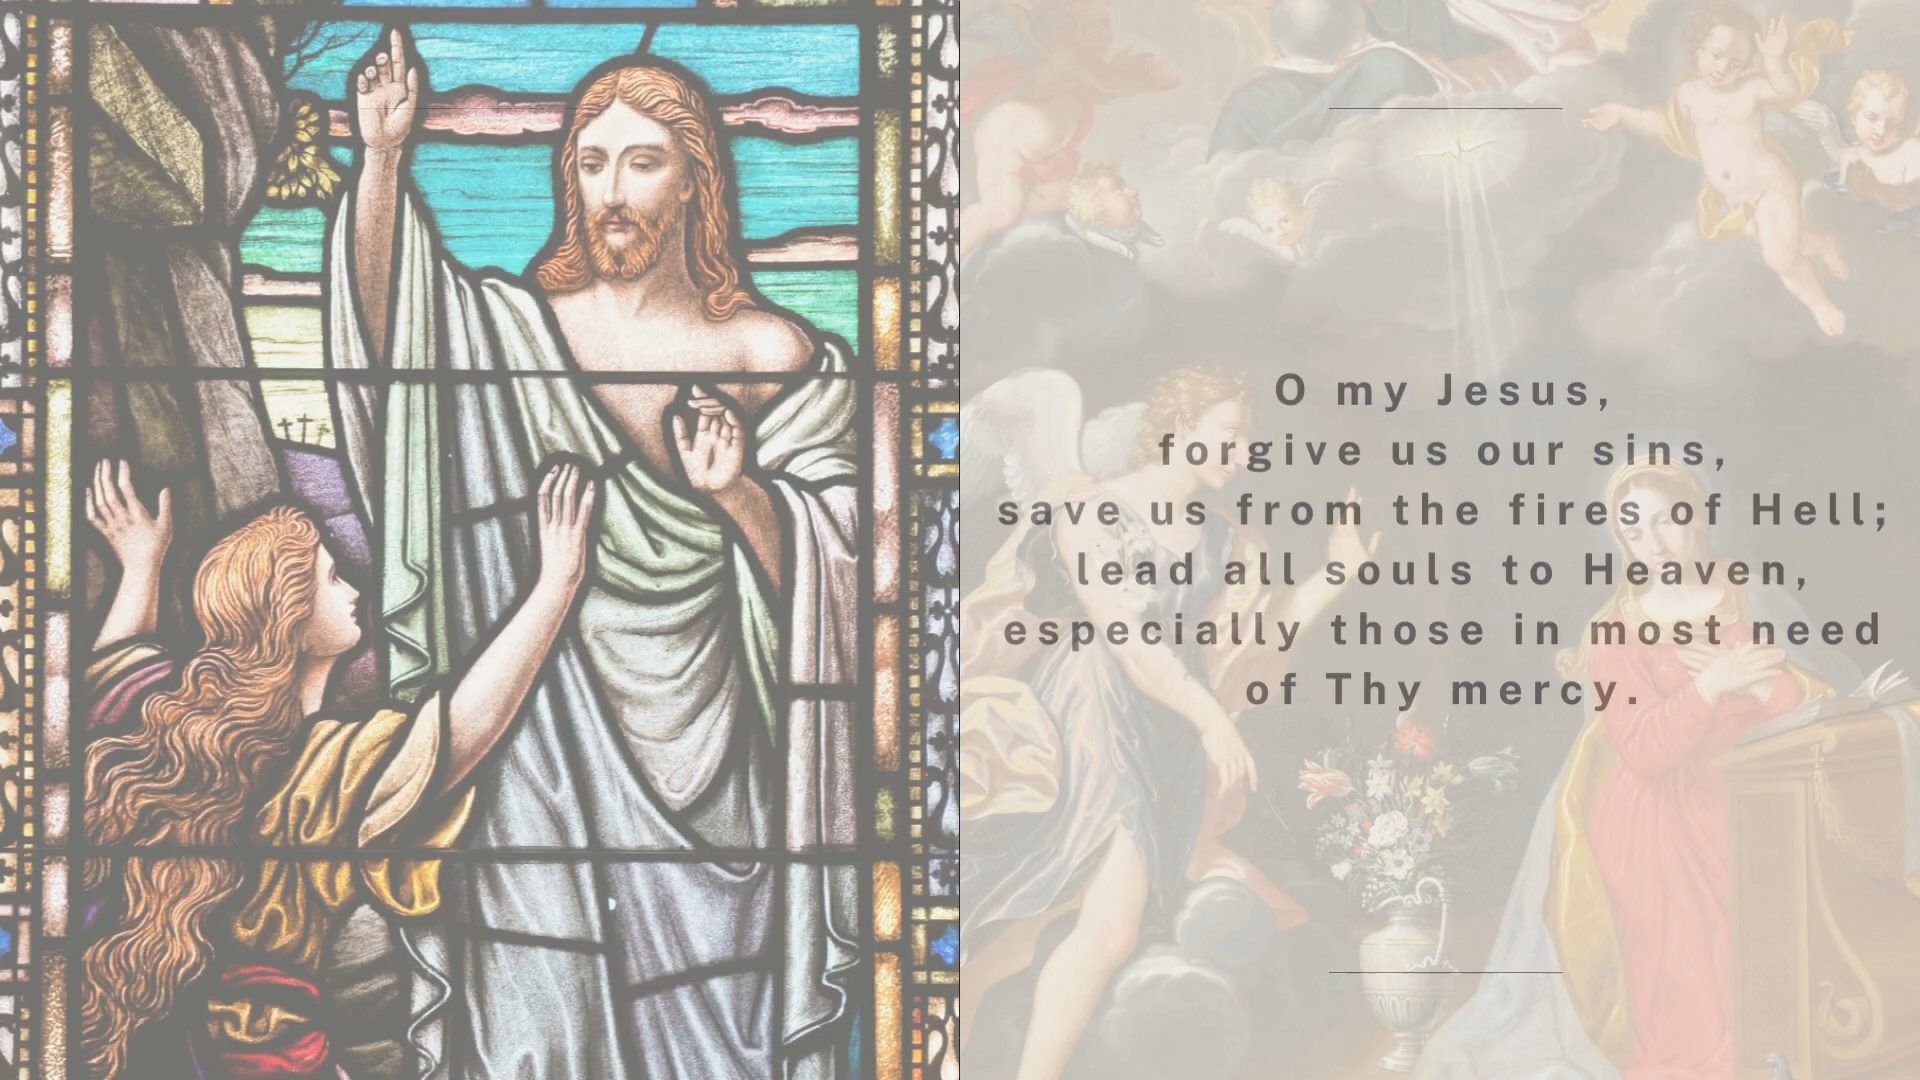 O my Jesus,
forgive us our sins,
save us from the fires of Hell;
lead all souls to Heaven,
especially those in most need
of Thy mercy.